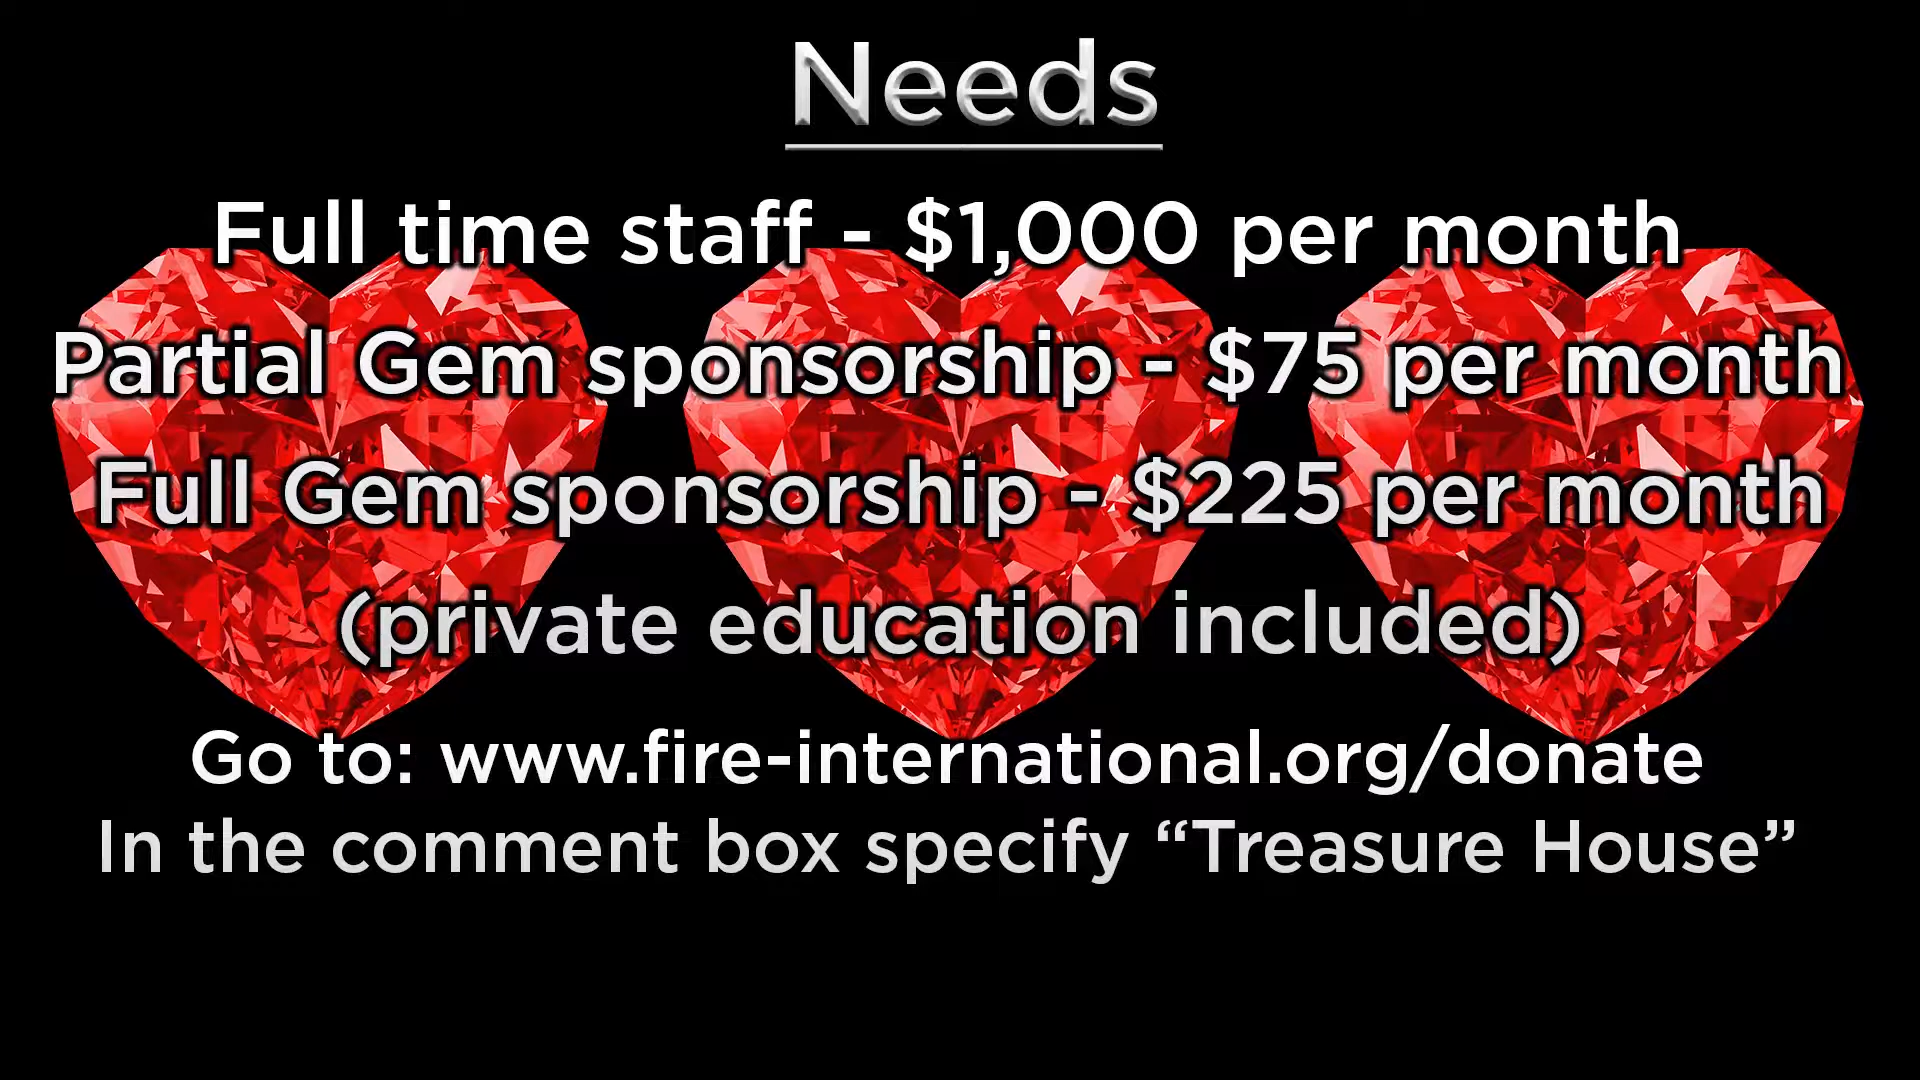 Needs
Full time staff - $1,000 per month
Partial Gem sponsorship - $75 per month
Full Gem sponsorship - $225 per month
(private education included)
Go to: www.fire-international.org/donate
In the comment box specify “Treasure House”